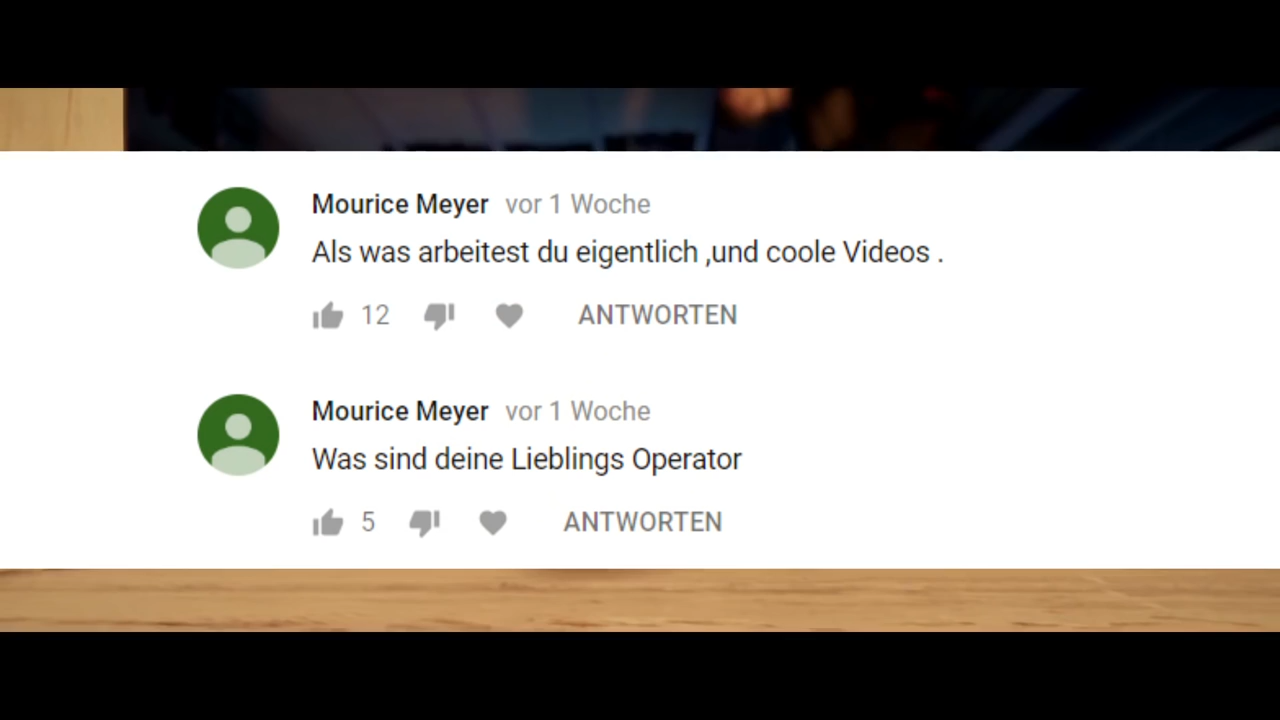 Mourice Meyer vor 1 Woche
Als was arbeitest du eigentlich ,und coole Videos .
12 ANTWORTEN
Mourice Meyer vor 1 Woche
Was sind deine Lieblings Operator
5 ANTWORTEN